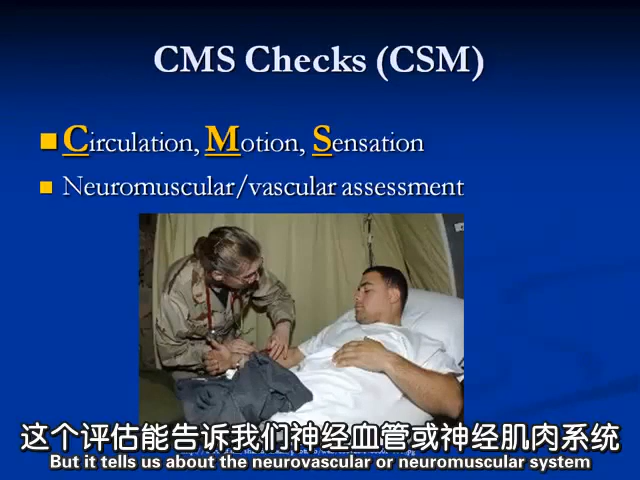 CMS Checks (CSM)
Circulation, Motion, Sensation
Neuromuscular/vascular assessment
这个评估能告诉我们神经血管或神经肌肉系统
But it tells us about the neurovascular or neuromuscular system